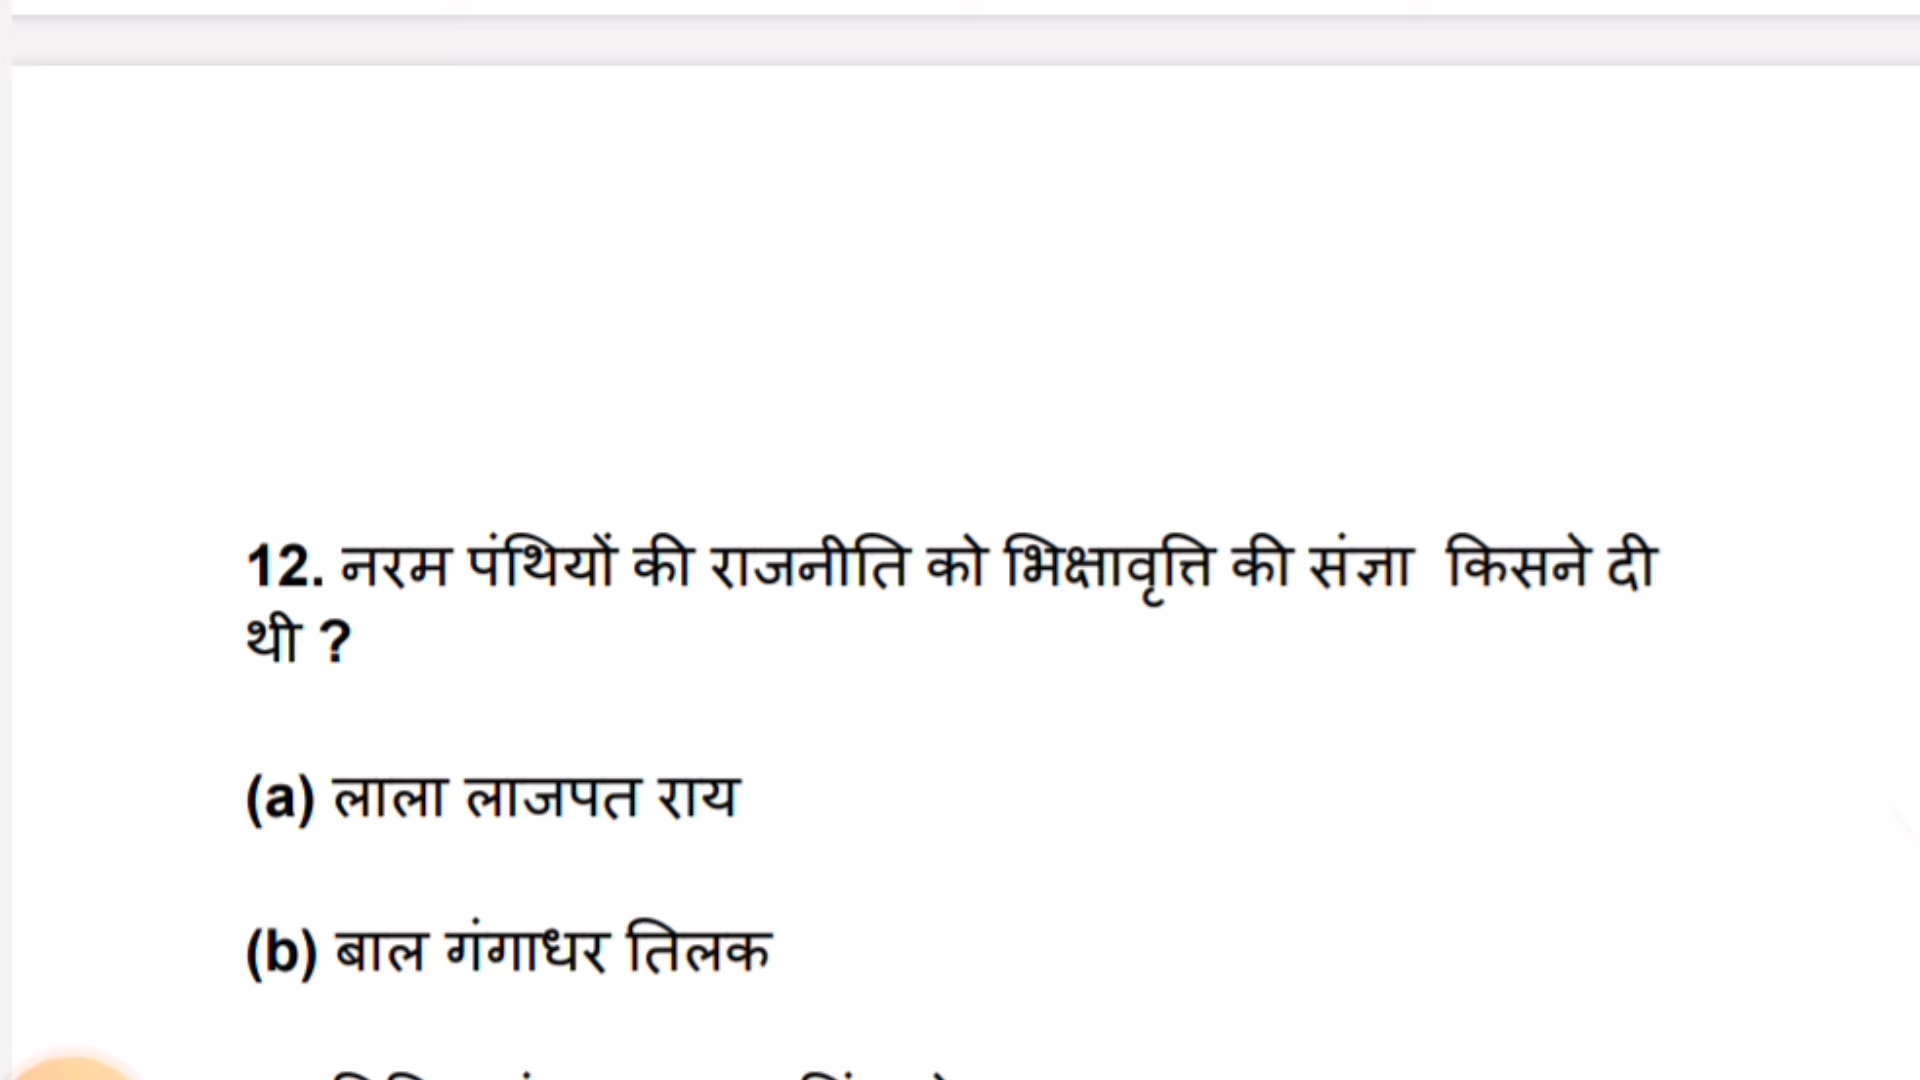 12. नरम पंथियों की राजनीति को भिक्षावृत्ति की संज्ञा किसने दी
थी ?
(a) लाला लाजपत राय
(b) बाल गंगाधर तिलक